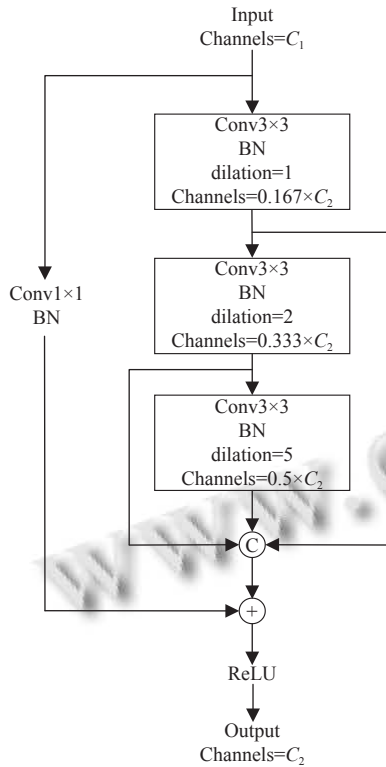 Input
Channels=C₁
Conv3×3
BN
dilation=1
Channels=0.167×C₂
Conv3×3
BN
dilation=2
Channels=0.333×C₂
Conv1×1
BN
Conv3×3
BN
dilation=5
Channels=0.5×C₂
C
+
ReLU
Output
Channels=C₂
www.